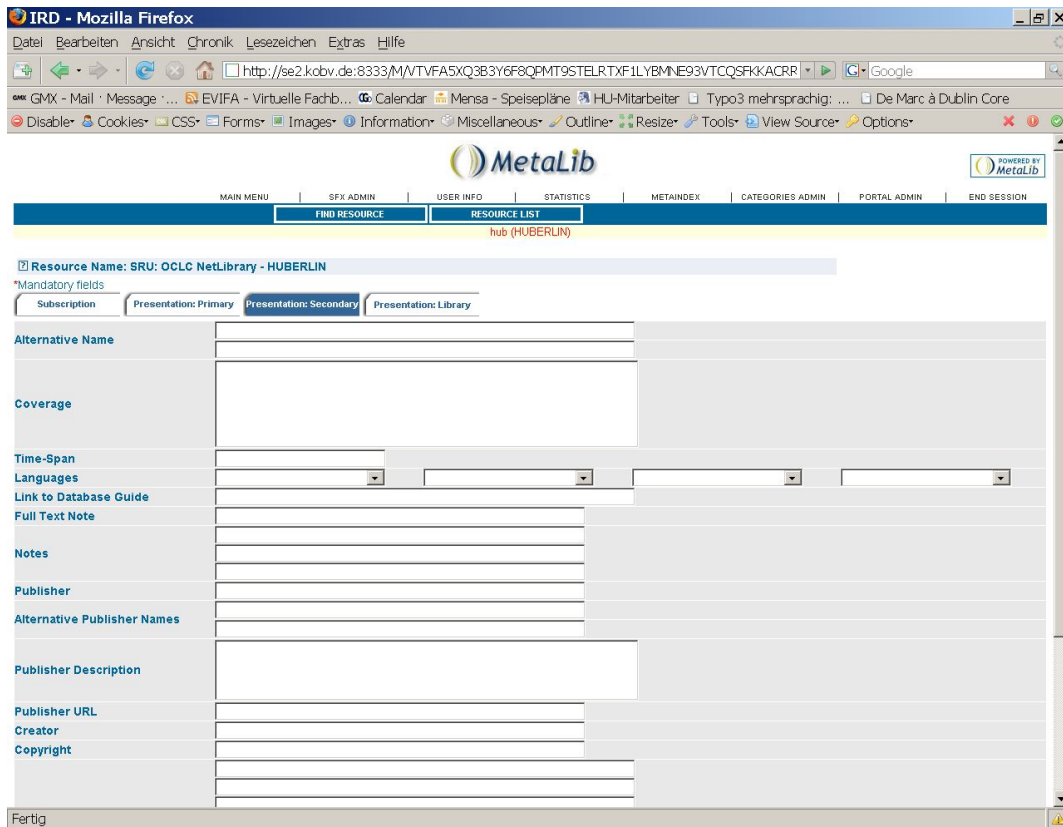 IRD - Mozilla Firefox
Datei Bearbeiten Ansicht Chronik Lesezeichen Extras Hilfe
http://se2.kobv.de:8333/M/VTVFA5XQ3B3Y6F8QPMT9STELRTXF1LYBMNE93VTCQSFKKACRR G Google
GMX - Mail · Message ·... EVIFA - Virtuelle Fachb... Calendar Mensa - Speisepläne HU-Mitarbeiter Typo3 mehrsprachig: ... De Marc à Dublin Core
Disable Cookies CSS Forms Images Information Miscellaneous Outline Resize Tools View Source Options
MetaLib
POWERED BY
MetaLib
MAIN MENU | SFX ADMIN | USER INFO | STATISTICS | METAINDEX | CATEGORIES ADMIN | PORTAL ADMIN | END SESSION
FIND RESOURCE RESOURCE LIST
hub (HUBERLIN)
Resource Name: SRU: OCLC NetLibrary - HUBERLIN
*Mandatory fields
Subscription Presentation: Primary Presentation: Secondary Presentation: Library
Alternative Name
Coverage
Time-Span
Languages
Link to Database Guide
Full Text Note
Notes
Publisher
Alternative Publisher Names
Publisher Description
Publisher URL
Creator
Copyright
Fertig